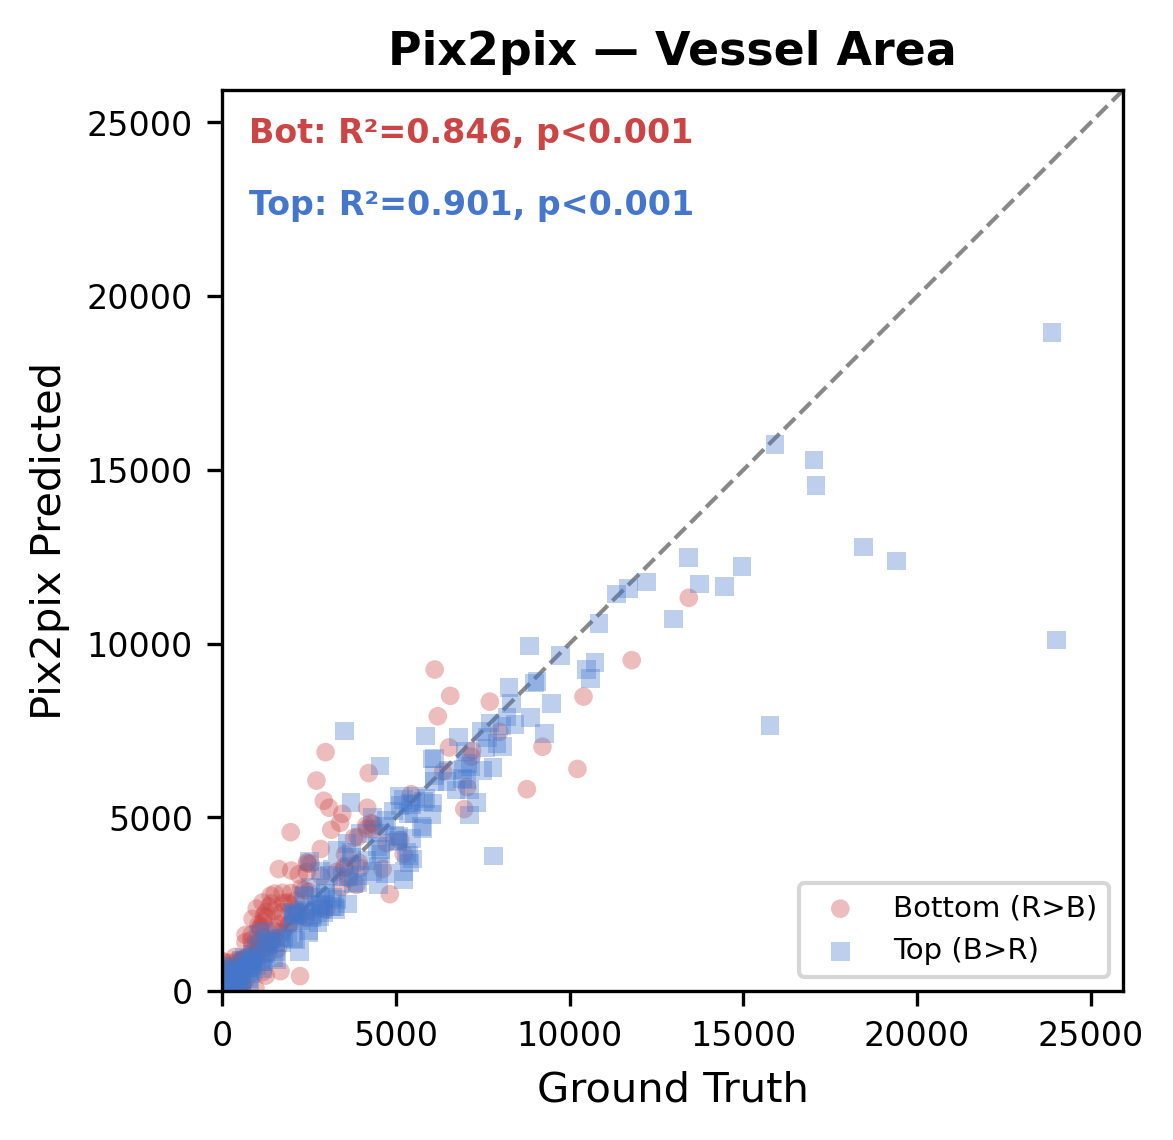 Pix2pix — Vessel Area
Bot: R²=0.846, p<0.001
Top: R²=0.901, p<0.001
25000
20000
15000
10000
5000
0
Pix2pix Predicted
Bottom (R>B)
Top (B>R)
0 5000 10000 15000 20000 25000
Ground Truth